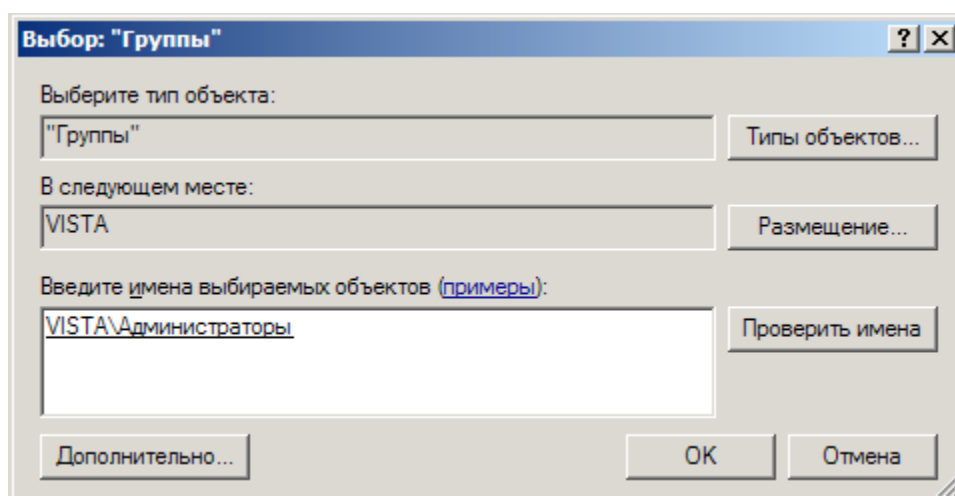 Выбор: "Группы"
Выберите тип объекта:
"Группы"
Типы объектов...
В следующем месте:
VISTA
Размещение...
Введите имена выбираемых объектов (примеры):
VISTA\Администраторы
Проверить имена
Дополнительно...
OK
Отмена